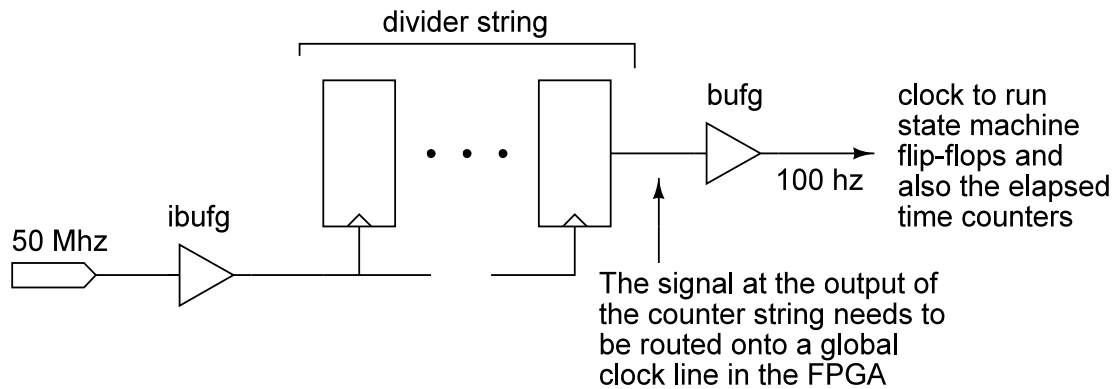 divider string
bufg
clock to run
state machine
flip-flops and
also the elapsed
time counters
100 hz
ibufg
50 Mhz
The signal at the output of
the counter string needs to
be routed onto a global
clock line in the FPGA